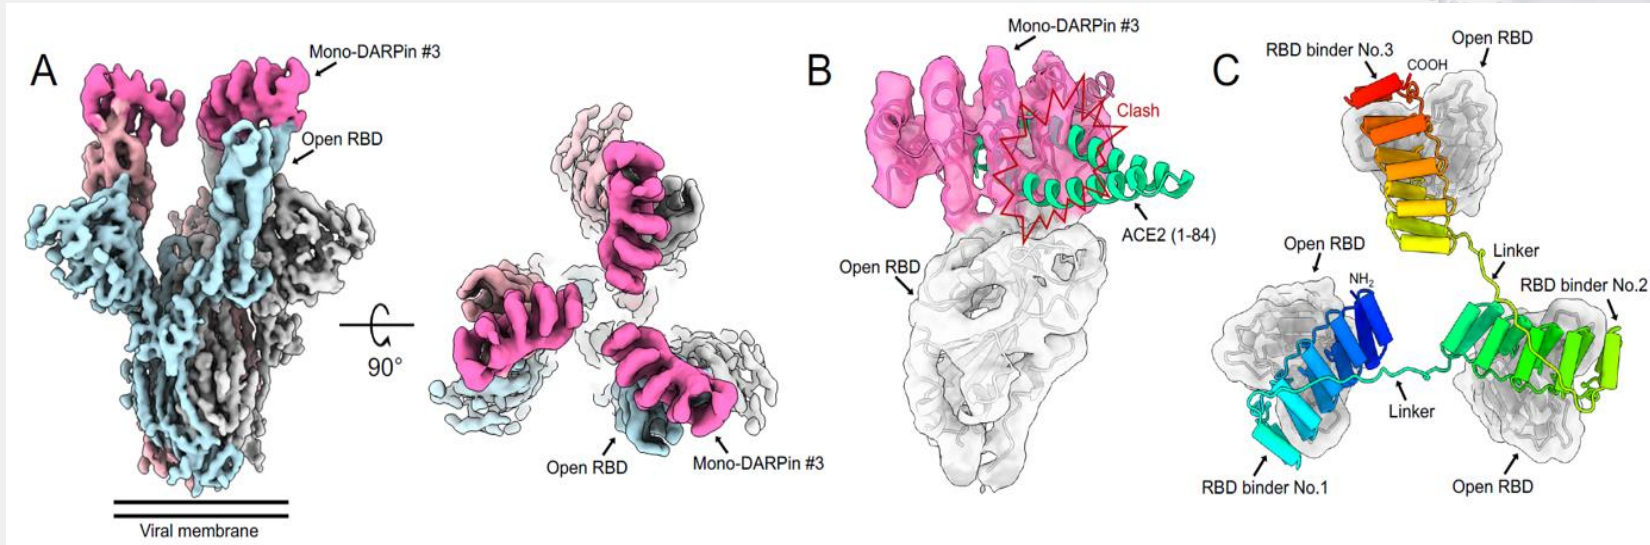 A
Mono-DARPin #3
Open RBD
90°
Open RBD
Mono-DARPin #3
Viral membrane
B
Mono-DARPin #3
Clash
ACE2 (1-84)
Open RBD
C
RBD binder No.3
COOH
Open RBD
Open RBD
NH₂
Linker
RBD binder No.2
Linker
RBD binder No.1
Open RBD